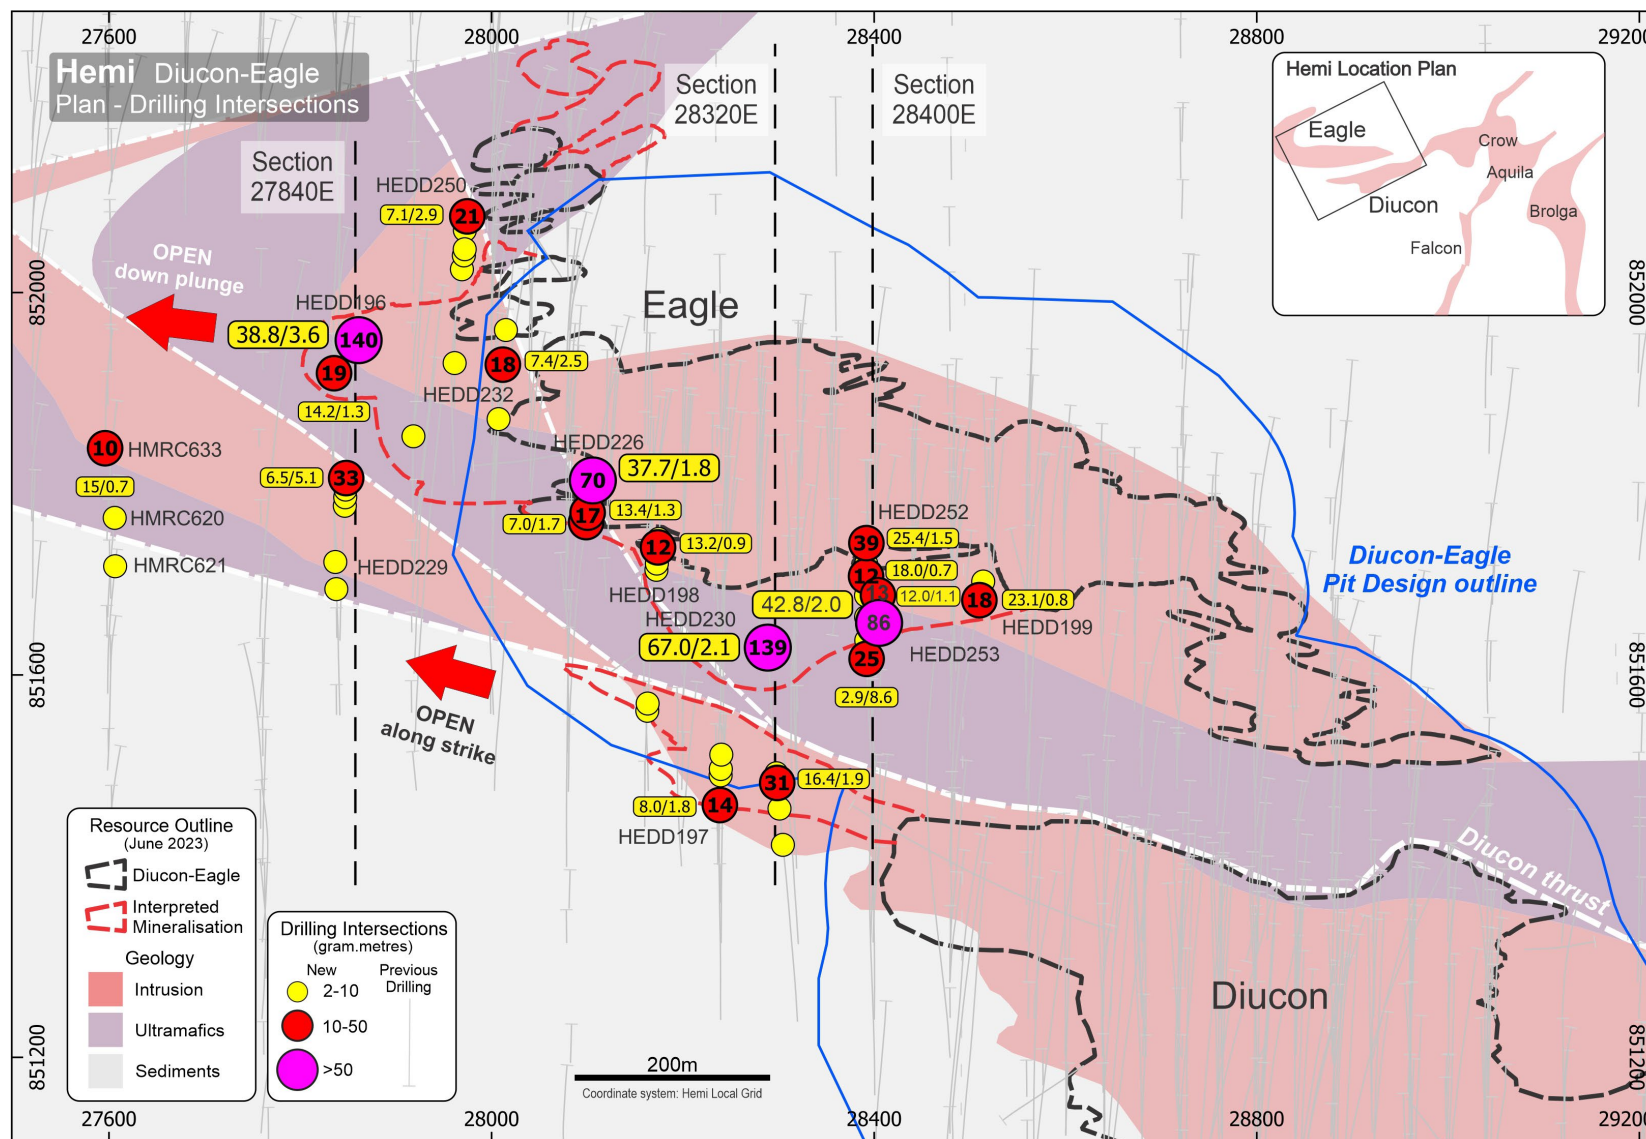 27600
28000
28400
28800
29200
Hemi Diucon-Eagle
Plan - Drilling Intersections
Section
28320E
Section
28400E
Section
27840E
Hemi Location Plan
Eagle
Crow
Aquila
Diucon
Brolga
Falcon
HEDD250
7.1/2.9
21
OPEN
down plunge
852000
852000
HEDD196
38.8/3.6
140
19
14.2/1.3
Eagle
18
7.4/2.5
HEDD232
HEDD226
37.7/1.8
70
17
13.4/1.3
7.0/1.7
10
HMRC633
15/0.7
HMRC620
HMRC621
6.5/5.1
33
HEDD229
12
13.2/0.9
HEDD198
HEDD252
39
25.4/1.5
12
18.0/0.7
13
12.0/1.1
42.8/2.0
86
18
23.1/0.8
HEDD199
HEDD230
67.0/2.1
139
HEDD253
25
2.9/8.6
Diucon-Eagle
Pit Design outline
851600
851600
OPEN
along strike
31
16.4/1.9
8.0/1.8
14
HEDD197
Diucon thrust
Diucon
Resource Outline
(June 2023)
Diucon-Eagle
Interpreted
Mineralisation
Geology
Intrusion
Ultramafics
Sediments
Drilling Intersections
(gram.metres)
New
Previous
Drilling
2-10
10-50
>50
200m
Coordinate system: Hemi Local Grid
851200
851200
27600
28000
28400
28800
29200